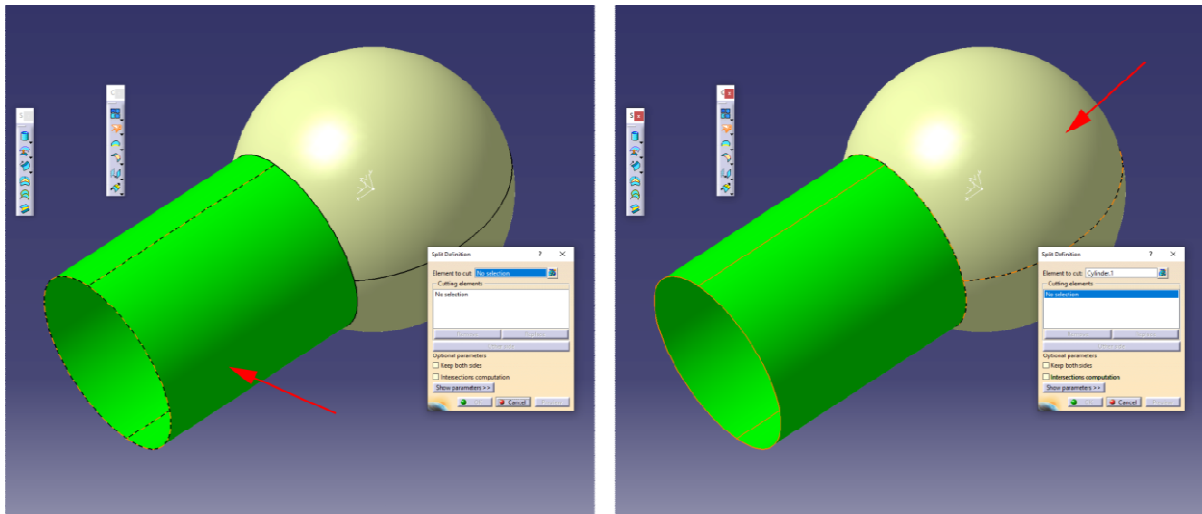 S
C
Split Definition
? ×
Element to cut: No selection
Cutting elements
No selection
Optional parameters
Keep both sides
Intersections computation
Show parameters >>
OK Cancel Preview
S x
C x
Split Definition
? ×
Element to cut: Cylinder.1
Cutting elements
No selection
Optional parameters
Keep both sides
Intersections computation
Show parameters >>
Cancel